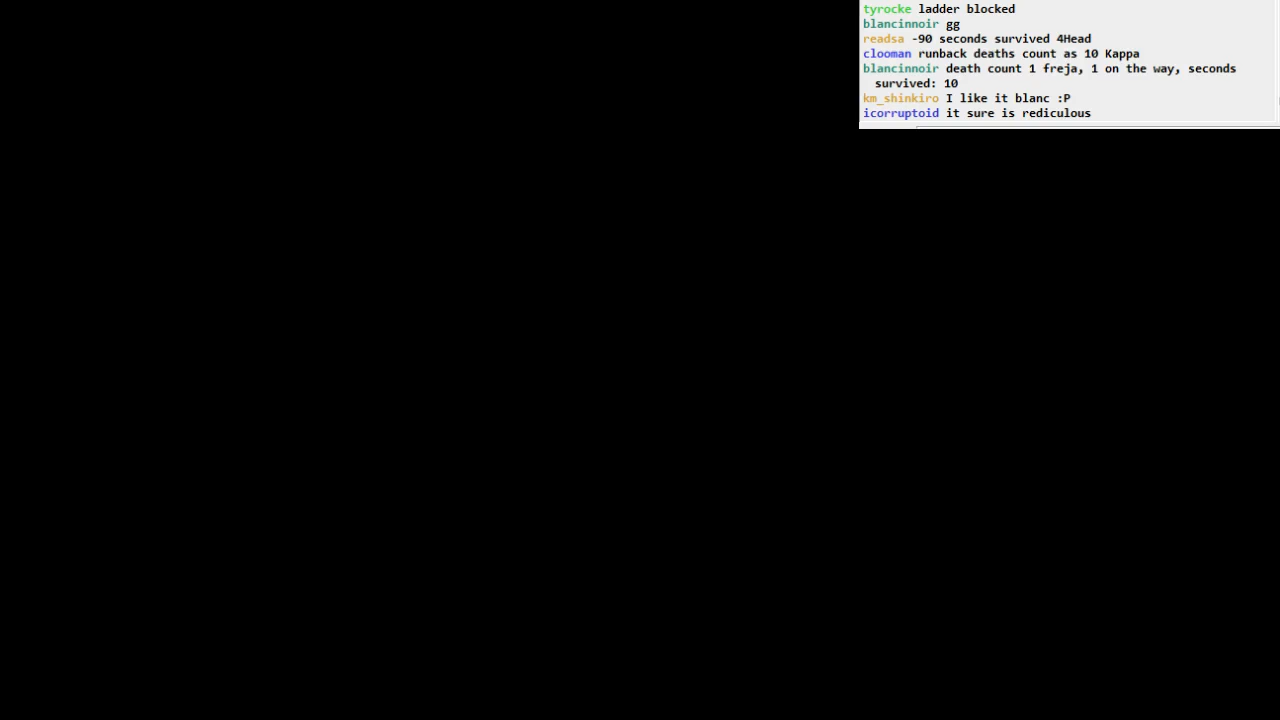 tyrocke ladder blocked
blancinnoir gg
readsa -90 seconds survived 4Head
clooman runback deaths count as 10 Kappa
blancinnoir death count 1 freja, 1 on the way, seconds
survived: 10
km_shinkiro I like it blanc :P
icorruptoid it sure is rediculous